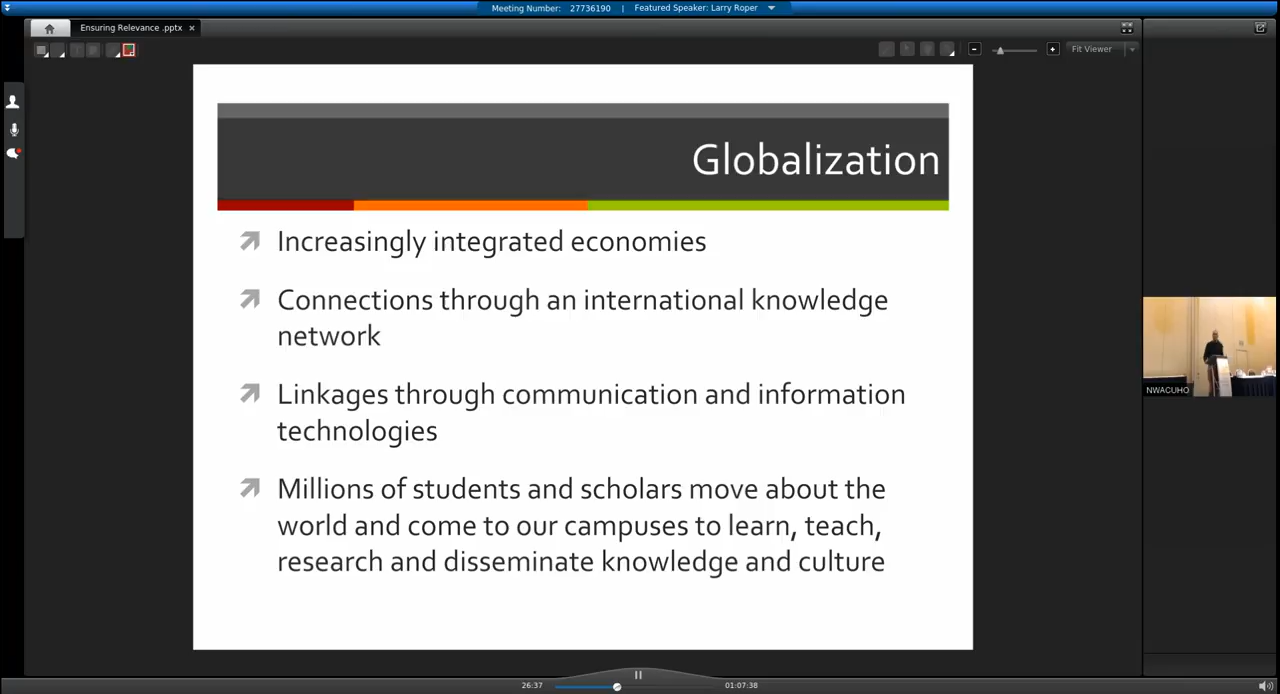 Meeting Number: 27736190 | Featured Speaker: Larry Roper
Ensuring Relevance .pptx ×
Fit Viewer
Globalization
Increasingly integrated economies
Connections through an international knowledge
network
Linkages through communication and information
technologies
Millions of students and scholars move about the
world and come to our campuses to learn, teach,
research and disseminate knowledge and culture
NWACUHO
26:37
01:07:38